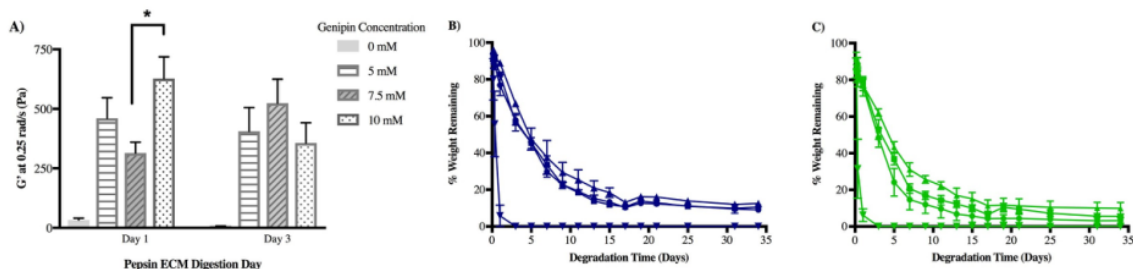 A)
*
G' at 0.25 rad/s (Pa)
750
500
250
0
Day 1
Day 3
Pepsin ECM Digestion Day
Genipin Concentration
0 mM
5 mM
7.5 mM
10 mM
B)
% Weight Remaining
100
80
60
40
20
0
0 5 10 15 20 25 30 35
Degradation Time (Days)
C)
% Weight Remaining
100
80
60
40
20
0
0 5 10 15 20 25 30 35
Degradation Time (Days)